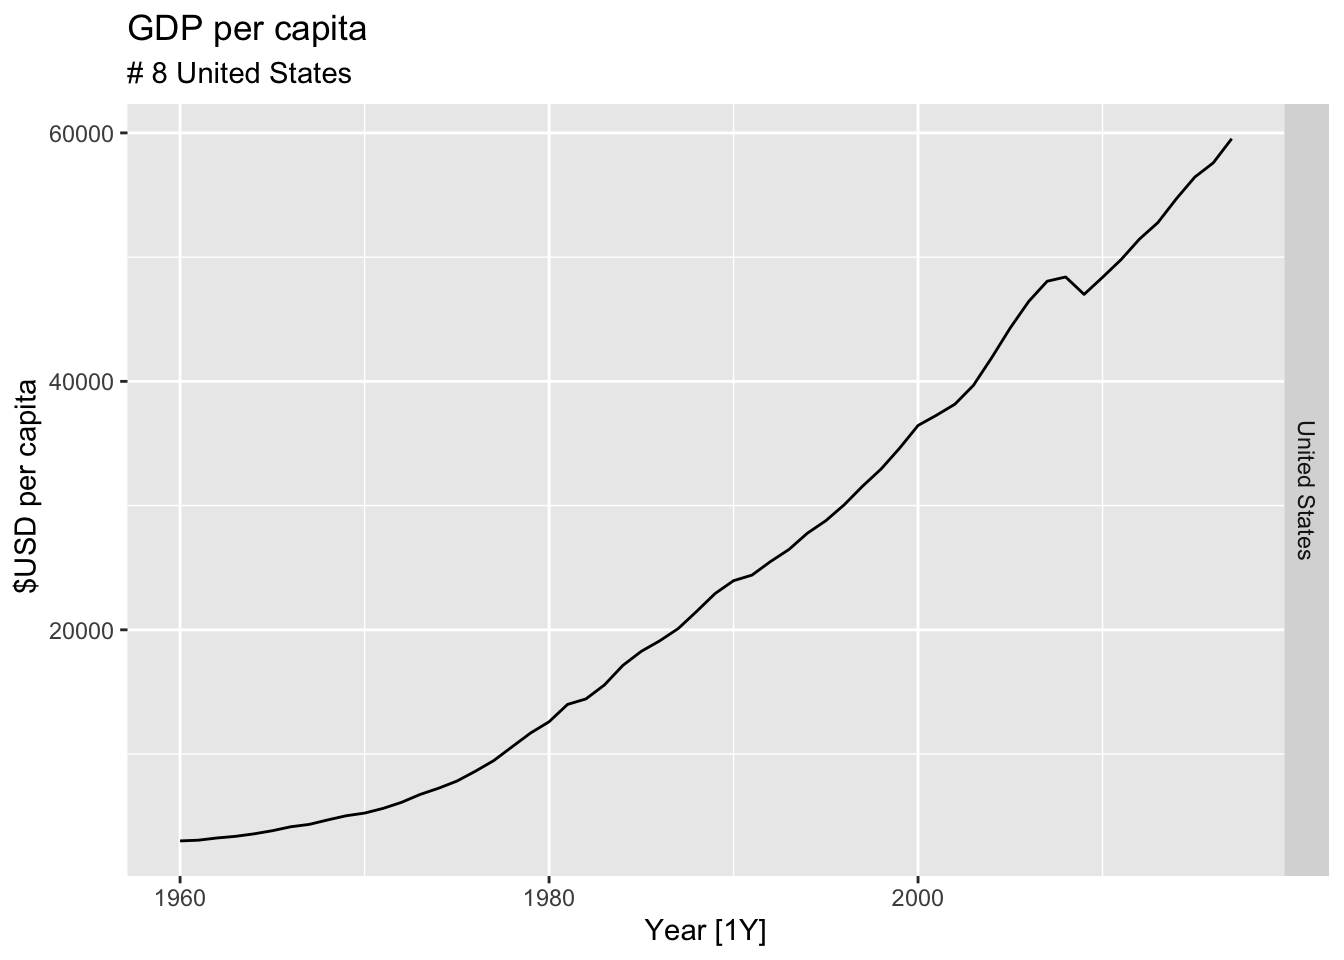 GDP per capita
# 8 United States
60000
40000
20000
$USD per capita
United States
1960
1980
2000
Year [1Y]